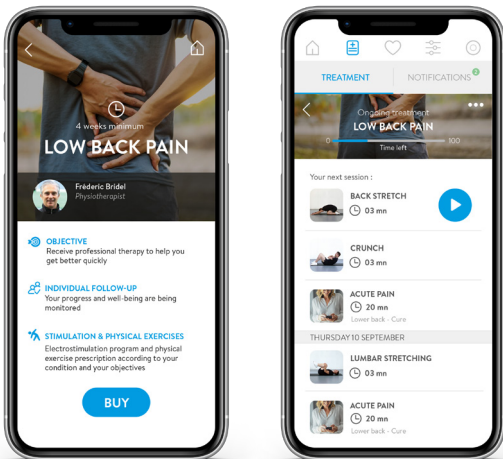 4 weeks minimum
LOW BACK PAIN
Fréderic Bridel
Physiotherapist
OBJECTIVE
Receive professional therapy to help you
get better quickly
INDIVIDUAL FOLLOW-UP
Your progress and well-being are being
monitored
STIMULATION & PHYSICAL EXERCISES
Electrostimulation program and physical
exercise prescription according to your
condition and your objectives
BUY
TREATMENT
NOTIFICATIONS
Ongoing treatment
LOW BACK PAIN
0 100
Time left
Your next session :
BACK STRETCH
03 mn
CRUNCH
03 mn
ACUTE PAIN
20 mn
Lower back - Cure
THURSDAY 10 SEPTEMBER
LUMBAR STRETCHING
03 mn
ACUTE PAIN
20 mn
Lower back - Cure